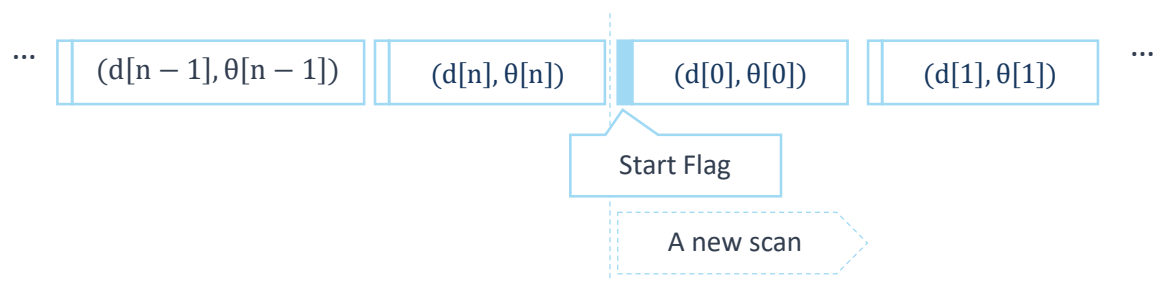 ... (d[n − 1], θ[n − 1]) (d[n], θ[n]) (d[0], θ[0]) (d[1], θ[1]) ...
Start Flag
A new scan